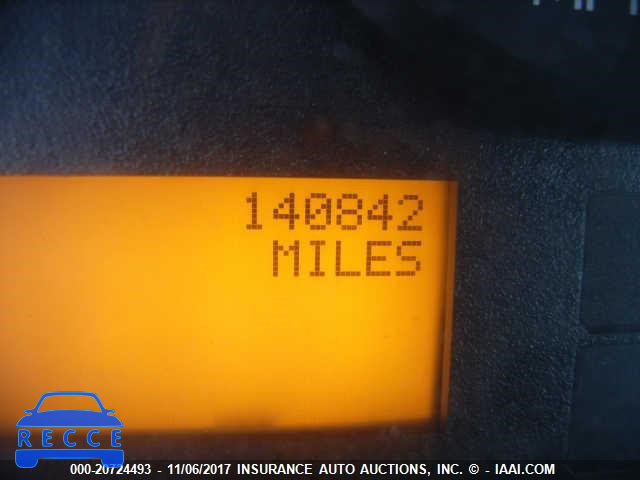 140842
MILES
RECCE
000-20724493 - 11/06/2017 INSURANCE AUTO AUCTIONS, INC. © - IAAI.COM